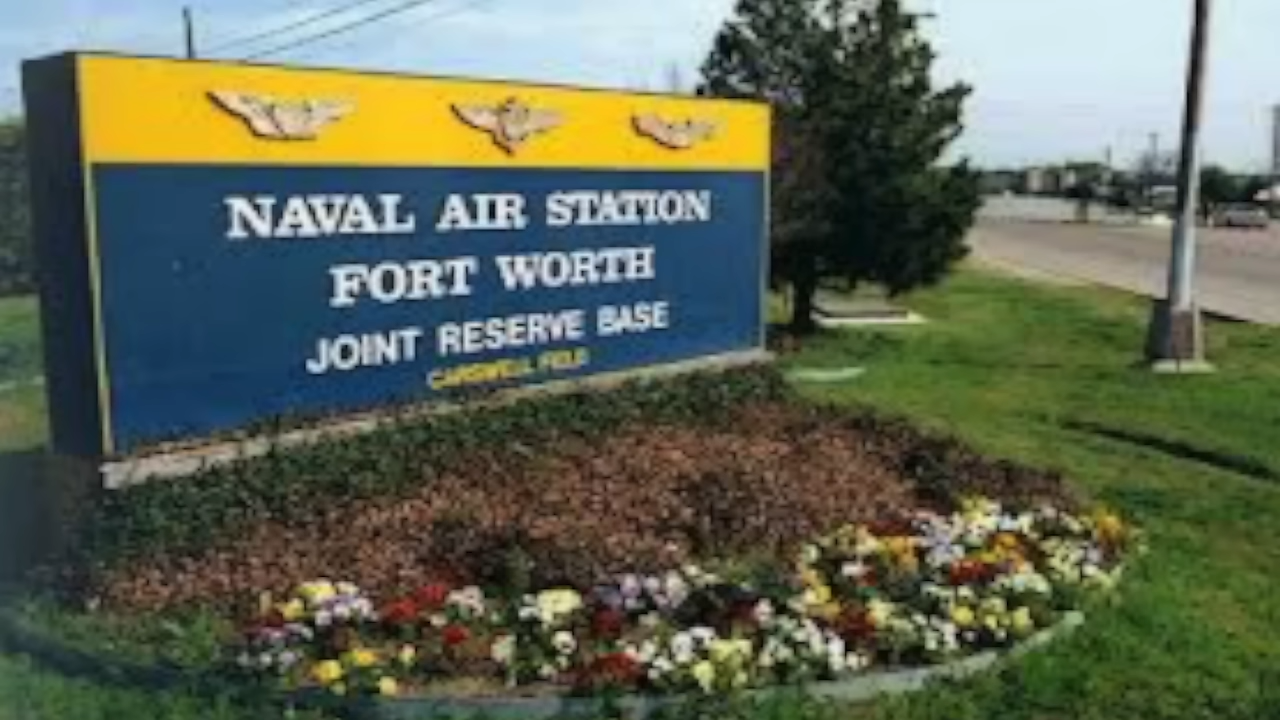 NAVAL AIR STATION
FORT WORTH
JOINT RESERVE BASE
CARSWELL FIELD